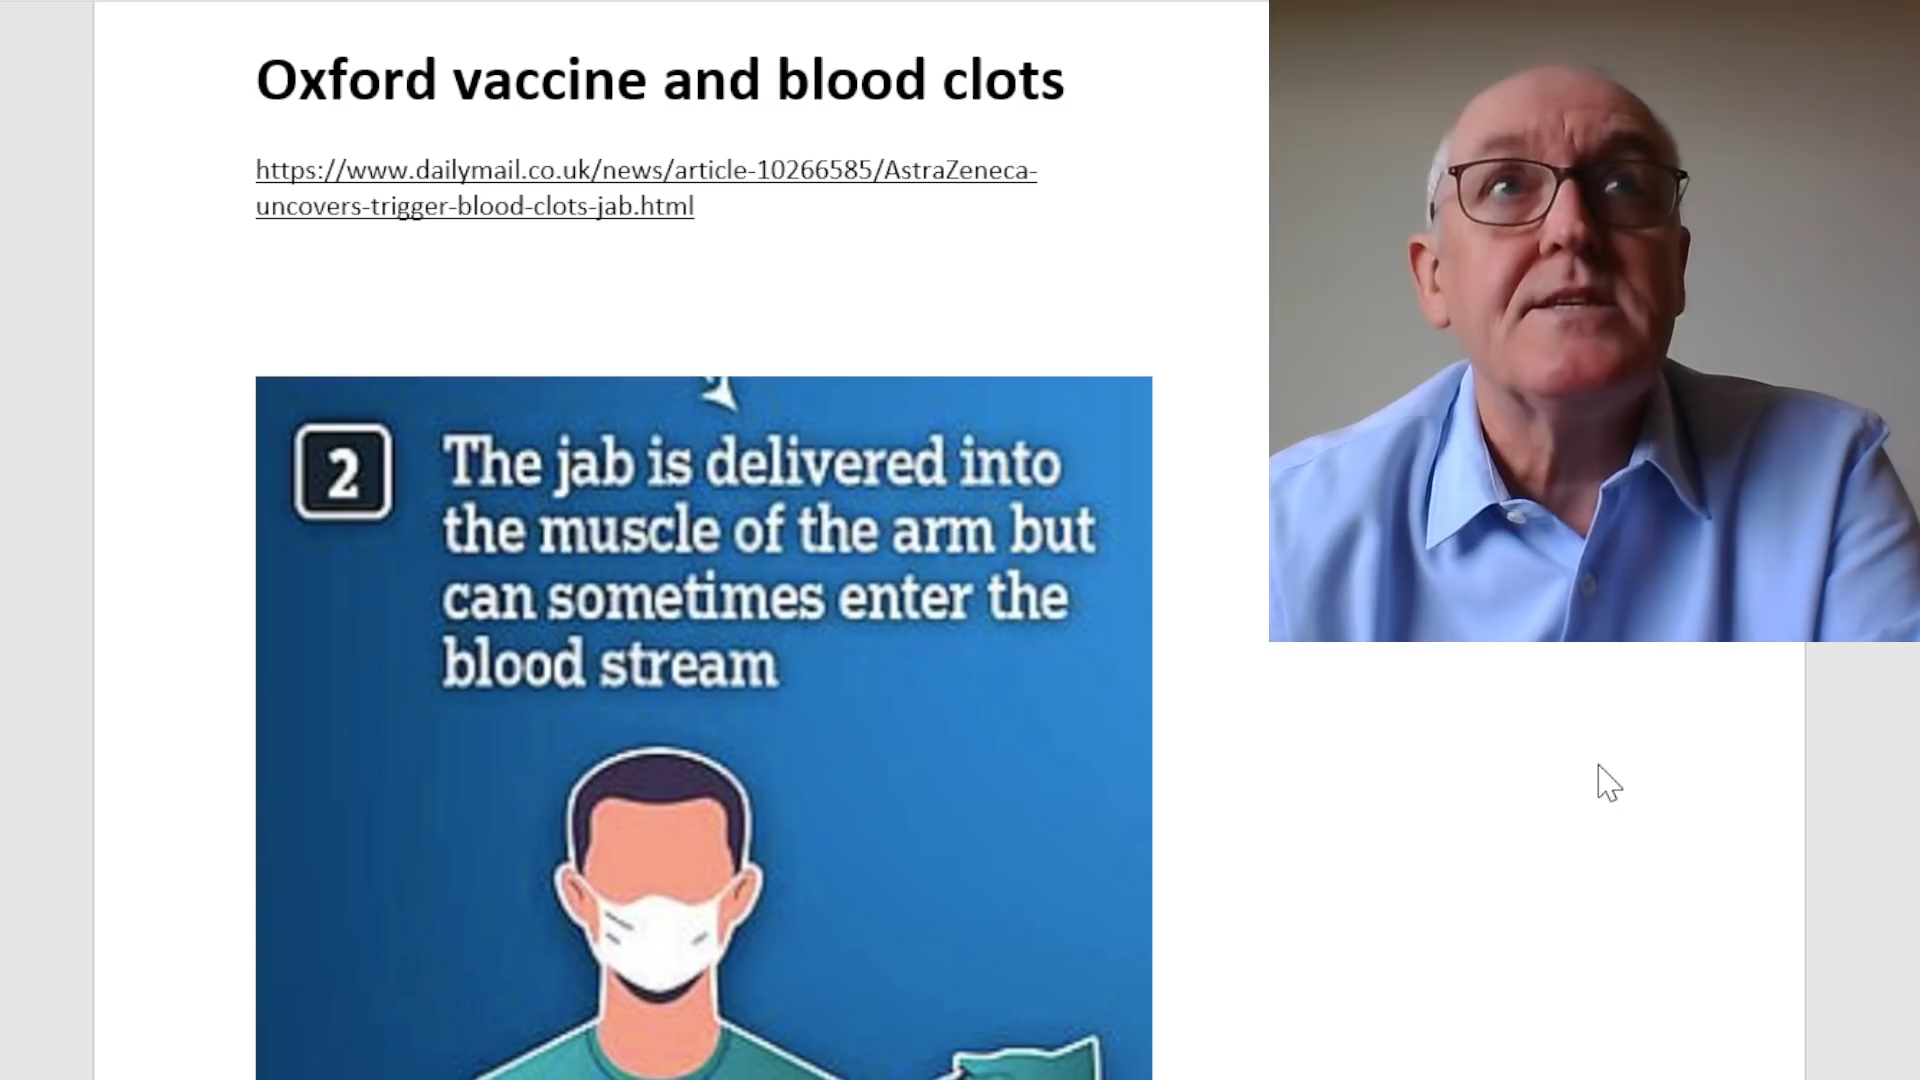 Oxford vaccine and blood clots
https://www.dailymail.co.uk/news/article-10266585/AstraZeneca-
uncovers-trigger-blood-clots-jab.html
2
The jab is delivered into
the muscle of the arm but
can sometimes enter the
blood stream